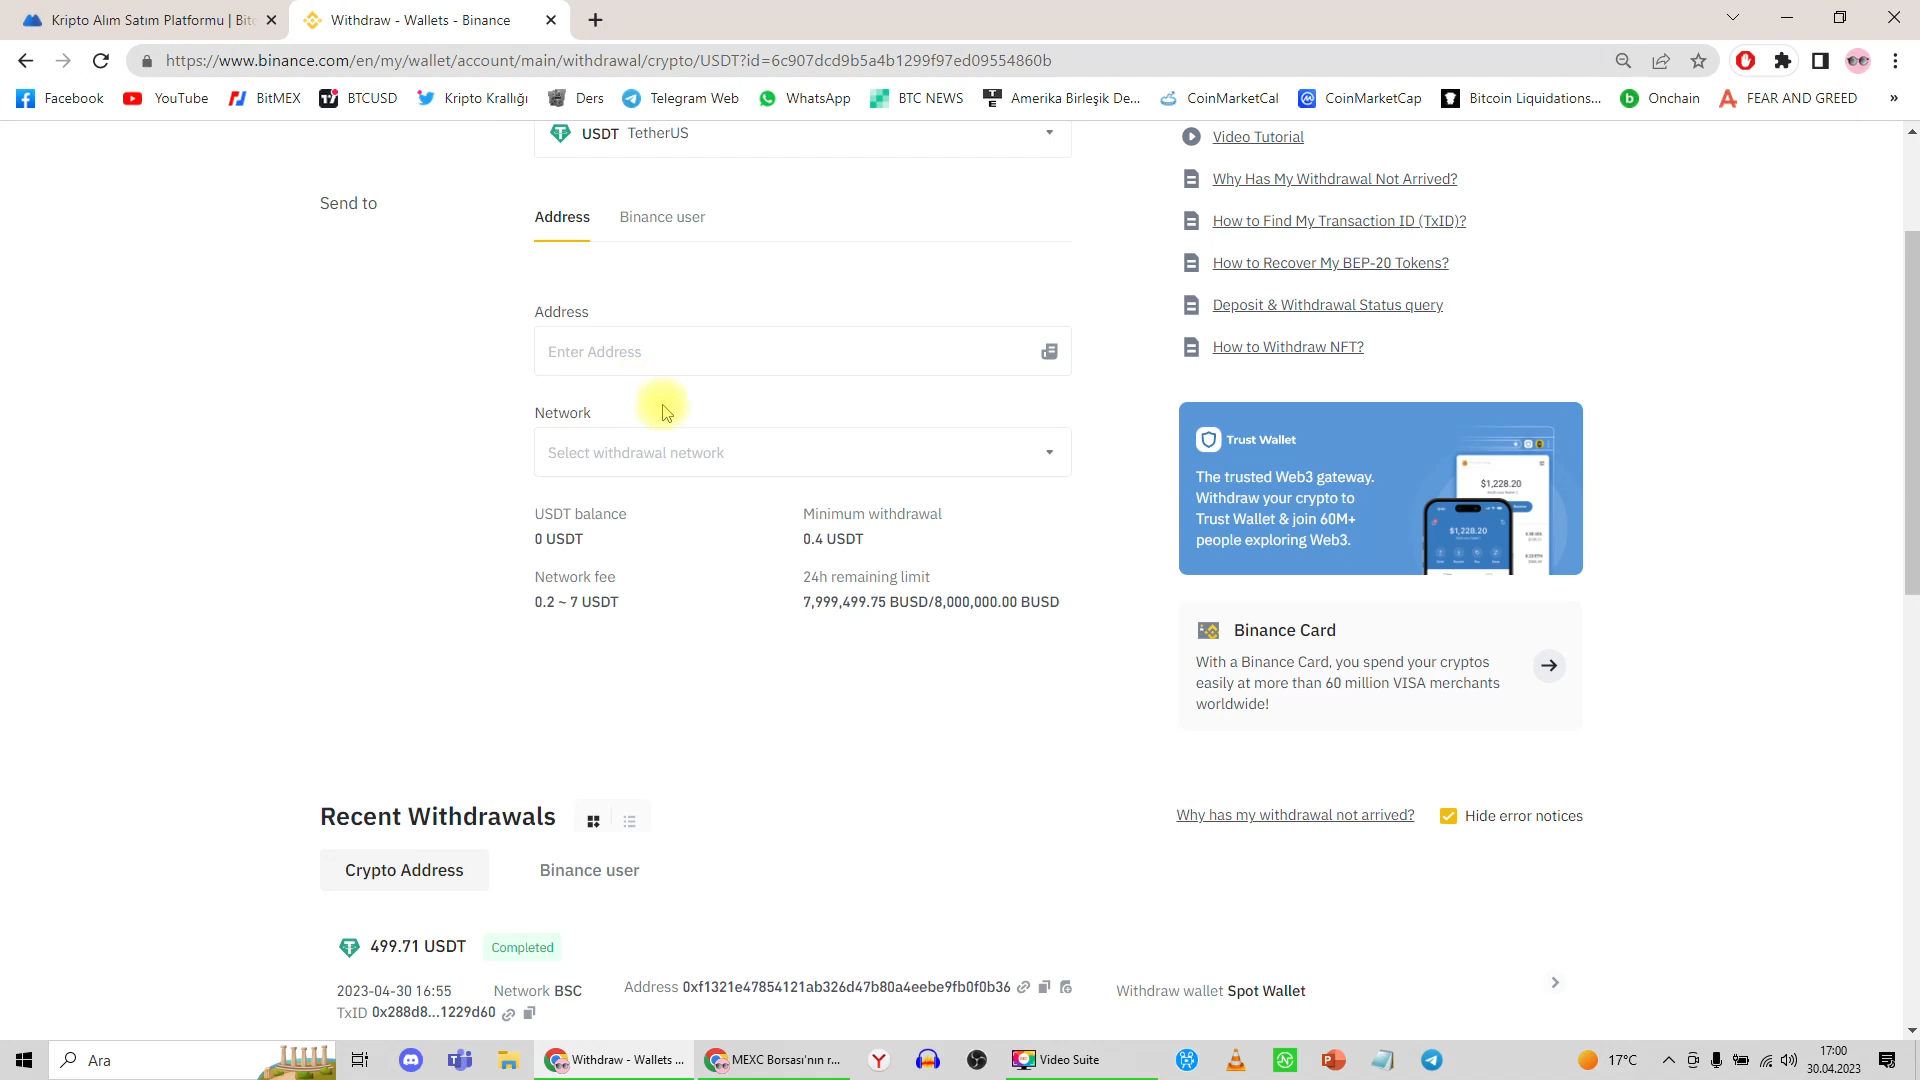 Kripto Alım Satım Platformu | Bit
Withdraw - Wallets - Binance
https://www.binance.com/en/my/wallet/account/main/withdrawal/crypto/USDT?id=6c907dcd9b5a4b1299f97ed09554860b
Facebook
YouTube
BitMEX
BTCUSD
Kripto Krallığı
Ders
Telegram Web
WhatsApp
BTC NEWS
Amerika Birleşik De...
CoinMarketCal
CoinMarketCap
Bitcoin Liquidations...
Onchain
FEAR AND GREED
»
USDT TetherUS
Send to
Address
Binance user
Address
Enter Address
Network
Select withdrawal network
USDT balance
0 USDT
Minimum withdrawal
0.4 USDT
Network fee
0.2 ~ 7 USDT
24h remaining limit
7,999,499.75 BUSD/8,000,000.00 BUSD
Video Tutorial
Why Has My Withdrawal Not Arrived?
How to Find My Transaction ID (TxID)?
How to Recover My BEP-20 Tokens?
Deposit & Withdrawal Status query
How to Withdraw NFT?
Trust Wallet
The trusted Web3 gateway.
Withdraw your crypto to
Trust Wallet & join 60M+
people exploring Web3.
$1,228.20
$1,228.20
Binance Card
With a Binance Card, you spend your cryptos
easily at more than 60 million VISA merchants
worldwide!
Recent Withdrawals
Why has my withdrawal not arrived?
Hide error notices
Crypto Address
Binance user
499.71 USDT
Completed
2023-04-30 16:55
Network BSC
Address 0xf1321e47854121ab326d47b80a4eebe9fb0f0b36
Withdraw wallet Spot Wallet
TxID 0x288d8...1229d60
Ara
Withdraw - Wallets ...
MEXC Borsası'nın r...
Video Suite
17°C
17:00
30.04.2023